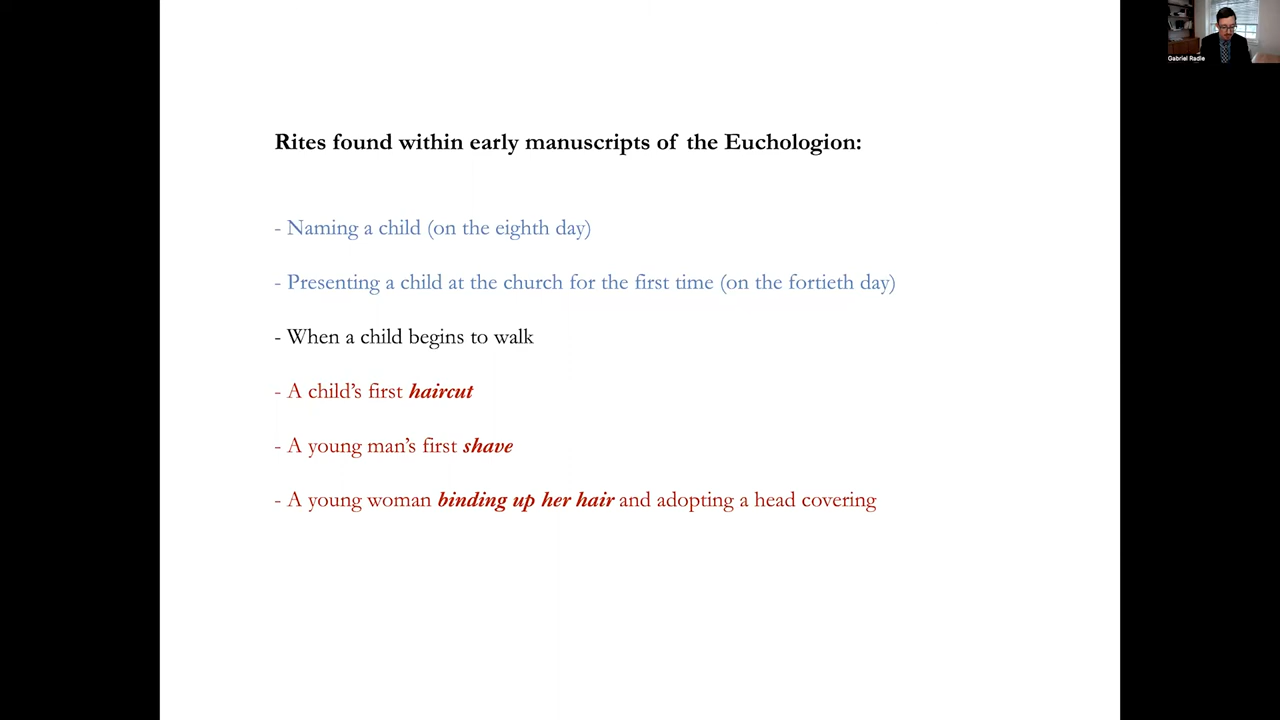 Gabriel Radle
Rites found within early manuscripts of the Euchologion:
- Naming a child (on the eighth day)
- Presenting a child at the church for the first time (on the fortieth day)
- When a child begins to walk
- A child’s first haircut
- A young man’s first shave
- A young woman binding up her hair and adopting a head covering